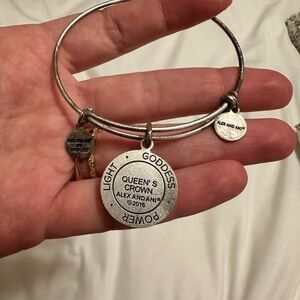 LIGHT · GODDESS · POWER ·
QUEEN'S
CROWN
ALEX AND ANI®
©2016
ALEX AND ANI®